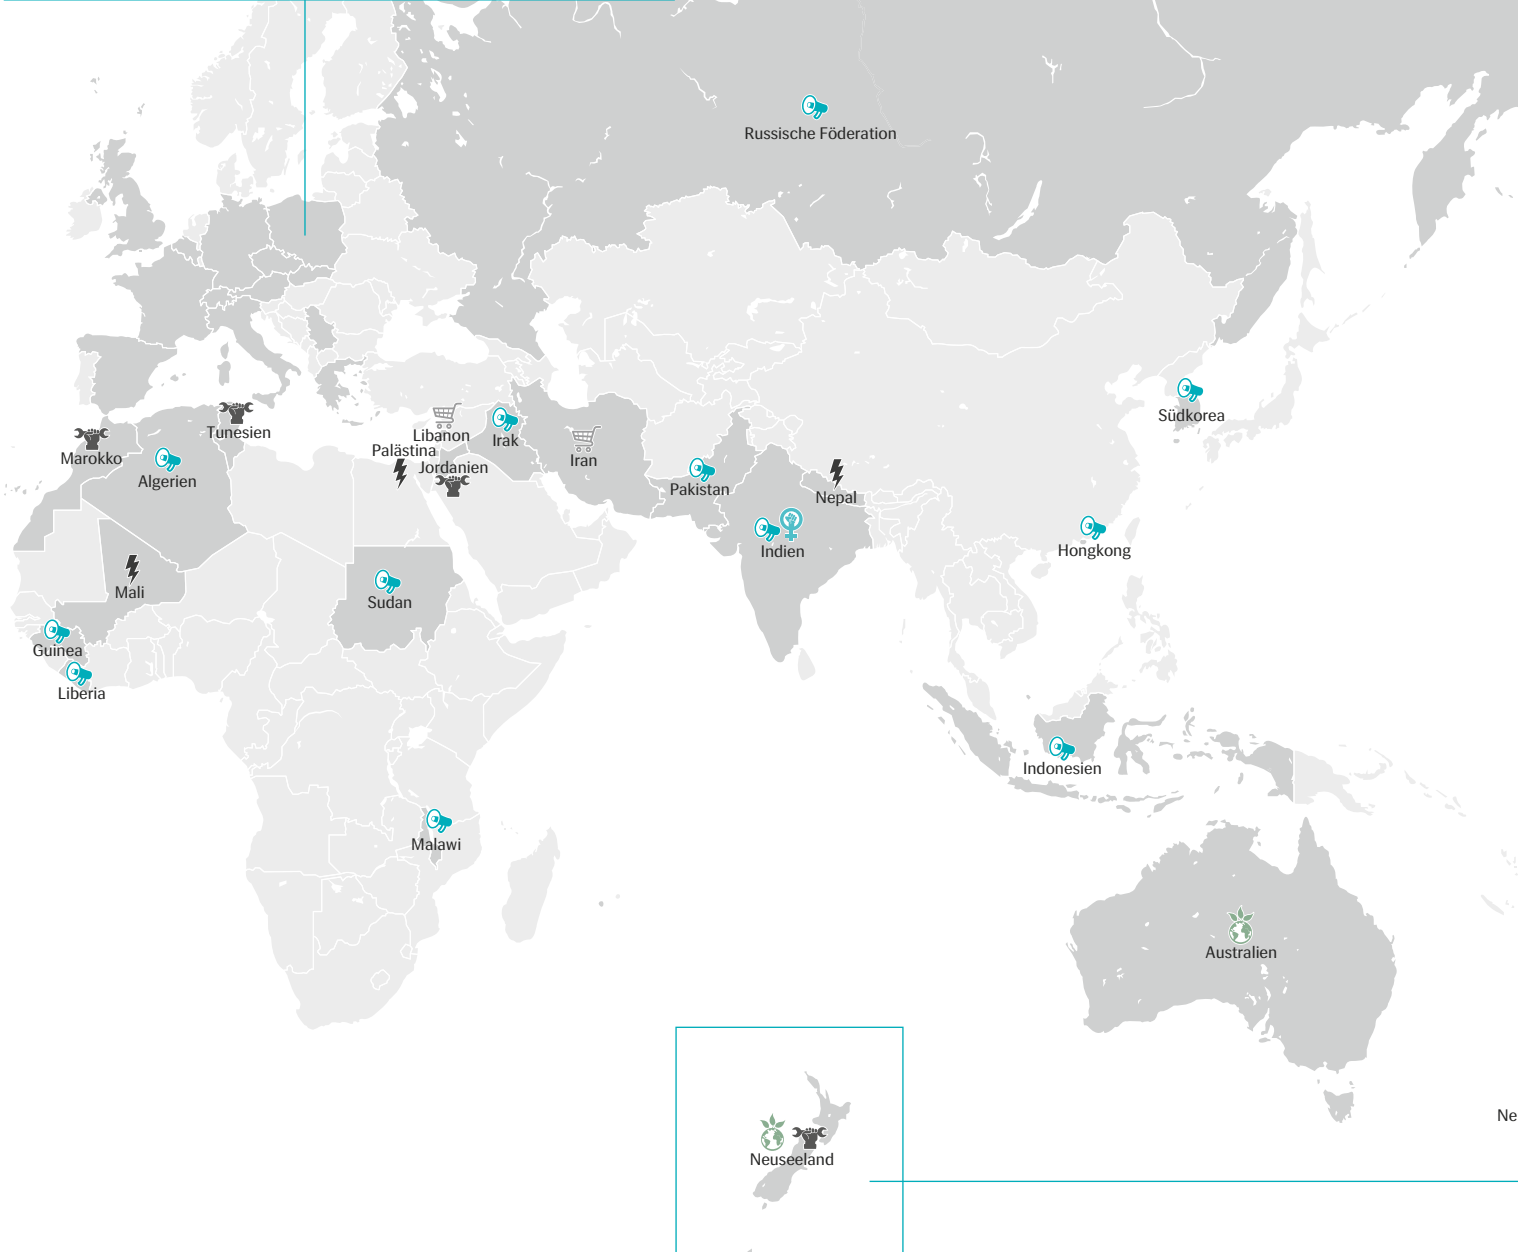 Russische Föderation
Südkorea
Tunesien
Libanon
Irak
Palästina
Marokko
Iran
Jordanien
Algerien
Pakistan
Nepal
Indien
Hongkong
Mali
Sudan
Guinea
Liberia
Indonesien
Malawi
Australien
Ne
Neuseeland